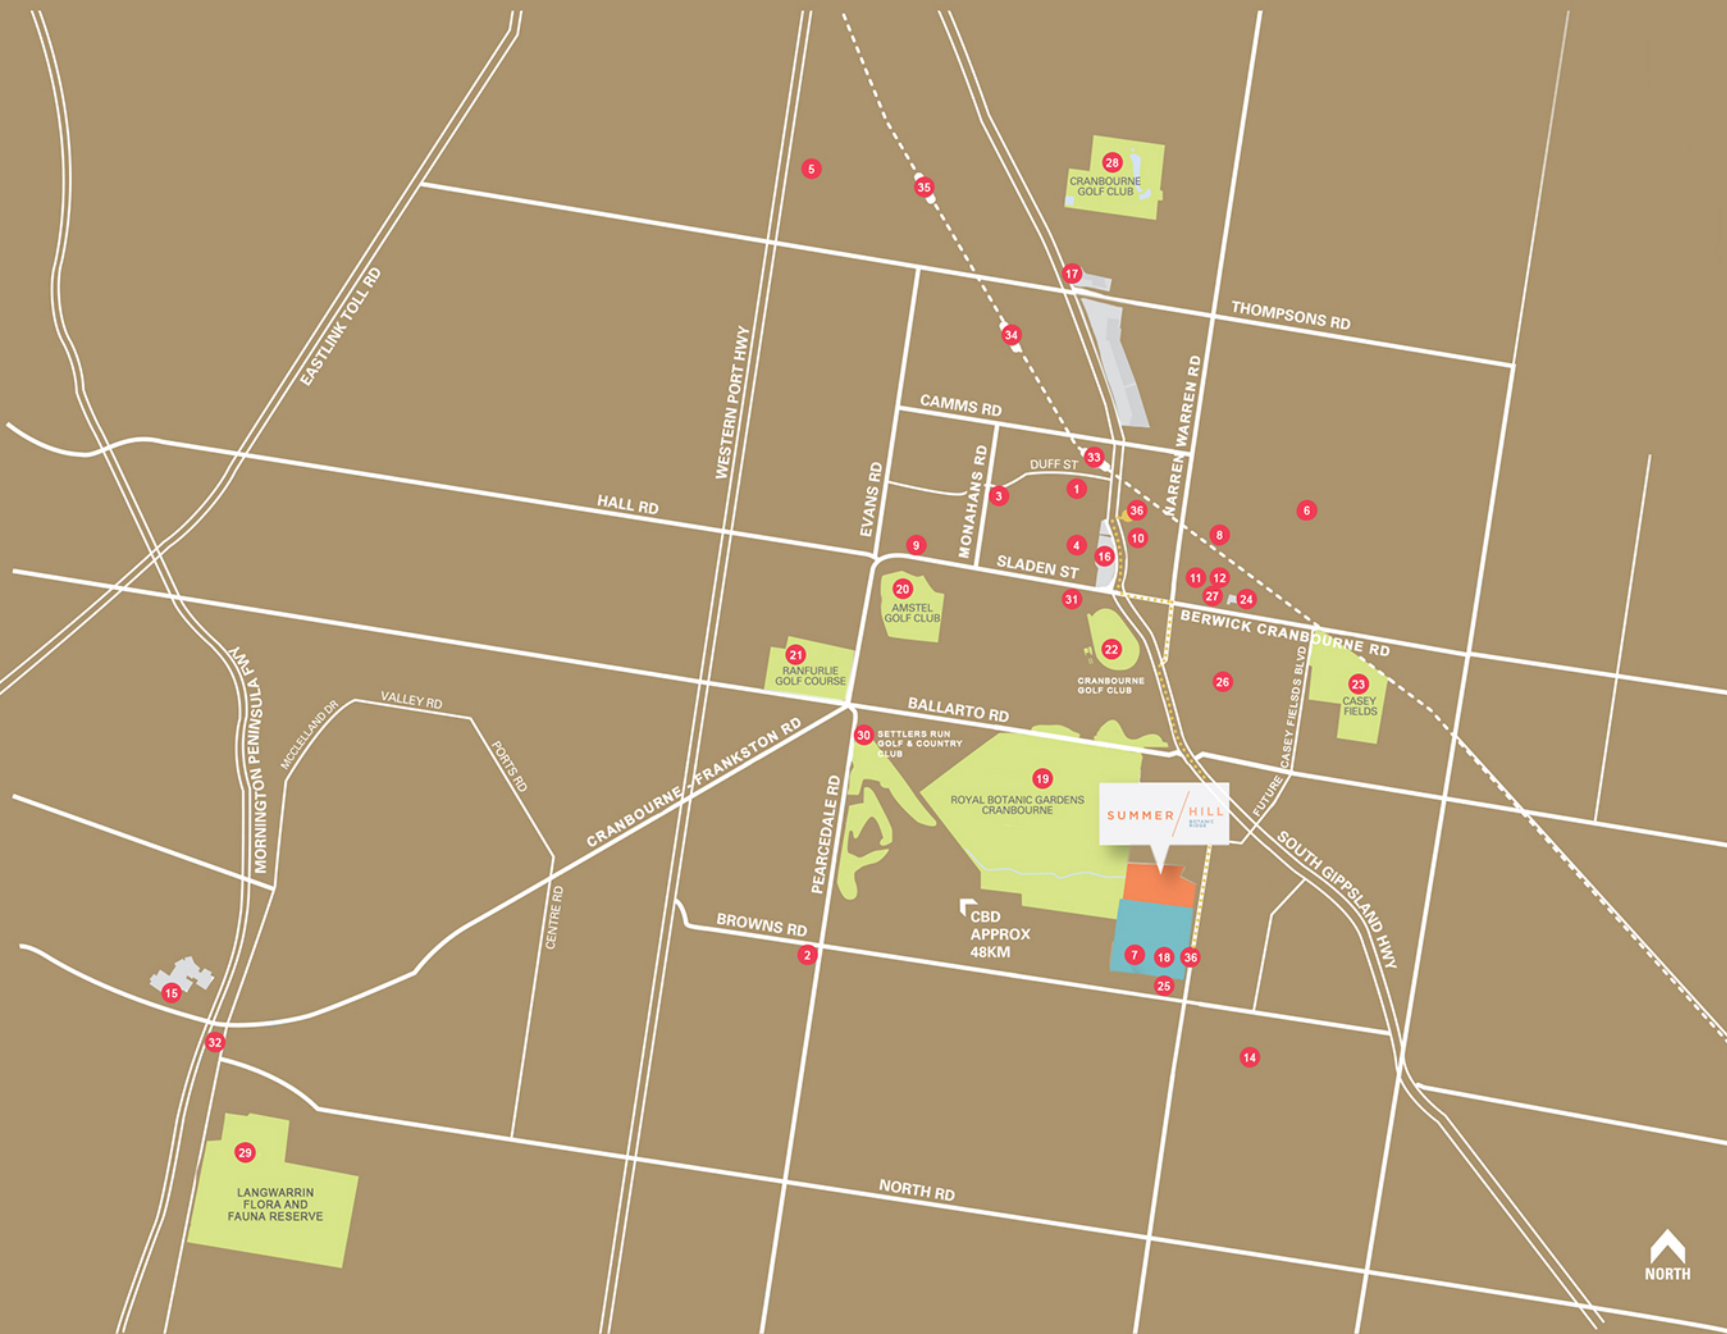 5
35
28
CRANBOURNE
GOLF CLUB
17
EASTLINK TOLL RD
THOMPSONS RD
34
WESTERN PORT HWY
NARREN WARREN RD
CAMMS RD
EVANS RD
MONAHANS RD
DUFF ST
33
1
3
HALL RD
36
6
10
8
9
4
16
SLADEN ST
11
12
27
24
31
20
AMSTEL
GOLF CLUB
BERWICK CRANBOURNE RD
21
RANFURLIE
GOLF COURSE
22
CRANBOURNE
GOLF CLUB
26
23
CASEY
FIELDS
FUTURE CASEY FIELSDS BLVD
MORNINGTON PENINSULA FWY
MCCLELLAND DR
VALLEY RD
PORTS RD
BALLARTO RD
30
SETTLERS RUN
GOLF & COUNTRY
CLUB
CRANBOURNE - FRANKSTON RD
19
ROYAL BOTANIC GARDENS
CRANBOURNE
SUMMER / HILL
BOTANIC
RIDGE
PEARCEDALE RD
SOUTH GIPPSLAND HWY
CENTRE RD
BROWNS RD
2
CBD
APPROX
48KM
7
18
36
25
15
32
14
29
LANGWARRIN
FLORA AND
FAUNA RESERVE
NORTH RD
NORTH